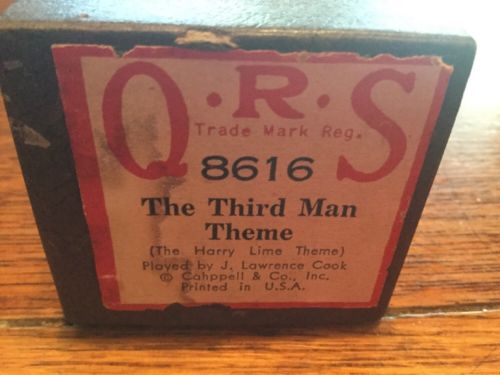 Q·R·S
Trade Mark Reg.
8616
The Third Man
Theme
(The Harry Lime Theme)
Played by J. Lawrence Cook
© Cahppell & Co., Inc.
Printed in U.S.A.